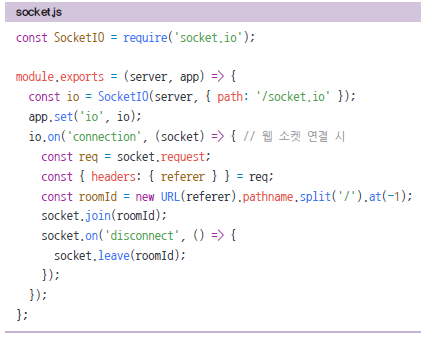 socket.js
const SocketIO = require('socket.io');
module.exports = (server, app) => {
const io = SocketIO(server, { path: '/socket.io' });
app.set('io', io);
io.on('connection', (socket) => { // 웹 소켓 연결 시
const req = socket.request;
const { headers: { referer } } = req;
const roomId = new URL(referer).pathname.split('/').at(-1);
socket.join(roomId);
socket.on('disconnect', () => {
socket.leave(roomId);
});
});
};